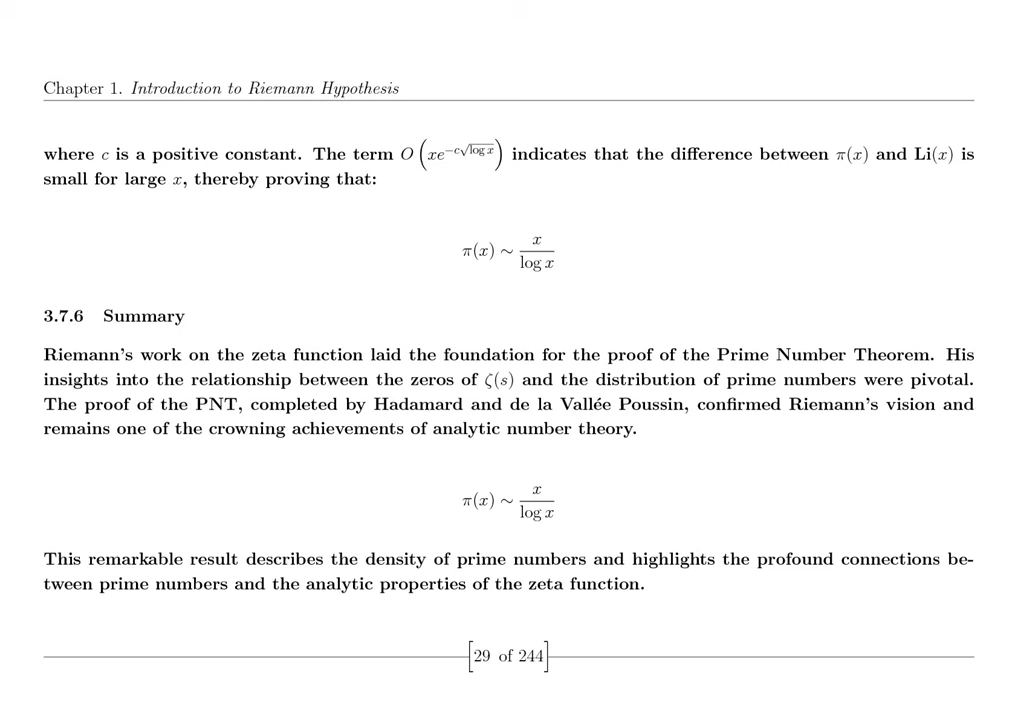 Chapter 1. Introduction to Riemann Hypothesis
where c is a positive constant. The term O(xe^{-c√log x}) indicates that the difference between π(x) and Li(x) is
small for large x, thereby proving that:
π(x) ∼ x / log x
3.7.6 Summary
Riemann's work on the zeta function laid the foundation for the proof of the Prime Number Theorem. His
insights into the relationship between the zeros of ζ(s) and the distribution of prime numbers were pivotal.
The proof of the PNT, completed by Hadamard and de la Vallée Poussin, confirmed Riemann's vision and
remains one of the crowning achievements of analytic number theory.
π(x) ∼ x / log x
This remarkable result describes the density of prime numbers and highlights the profound connections be-
tween prime numbers and the analytic properties of the zeta function.
[29 of 244]